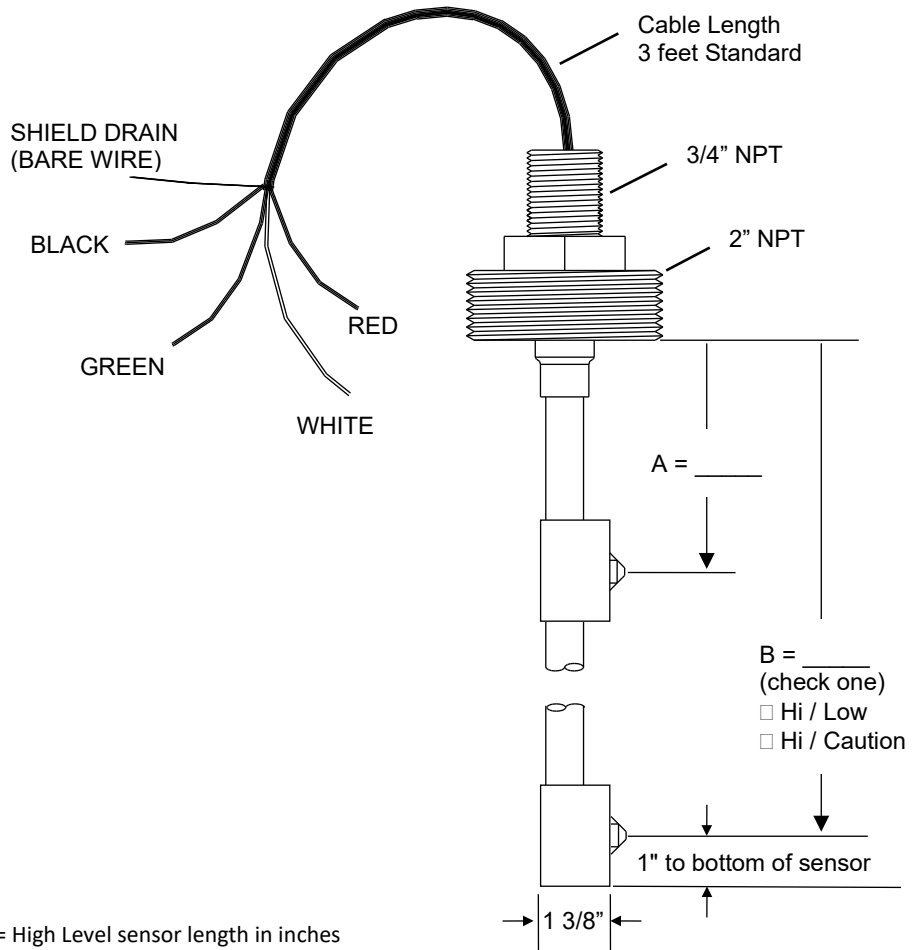 Cable Length
3 feet Standard
SHIELD DRAIN
(BARE WIRE)
3/4” NPT
BLACK
2” NPT
RED
GREEN
WHITE
A = _____
B = _____
(check one)
□ Hi / Low
□ Hi / Caution
1" to bottom of sensor
1 3/8”
= High Level sensor length in inches